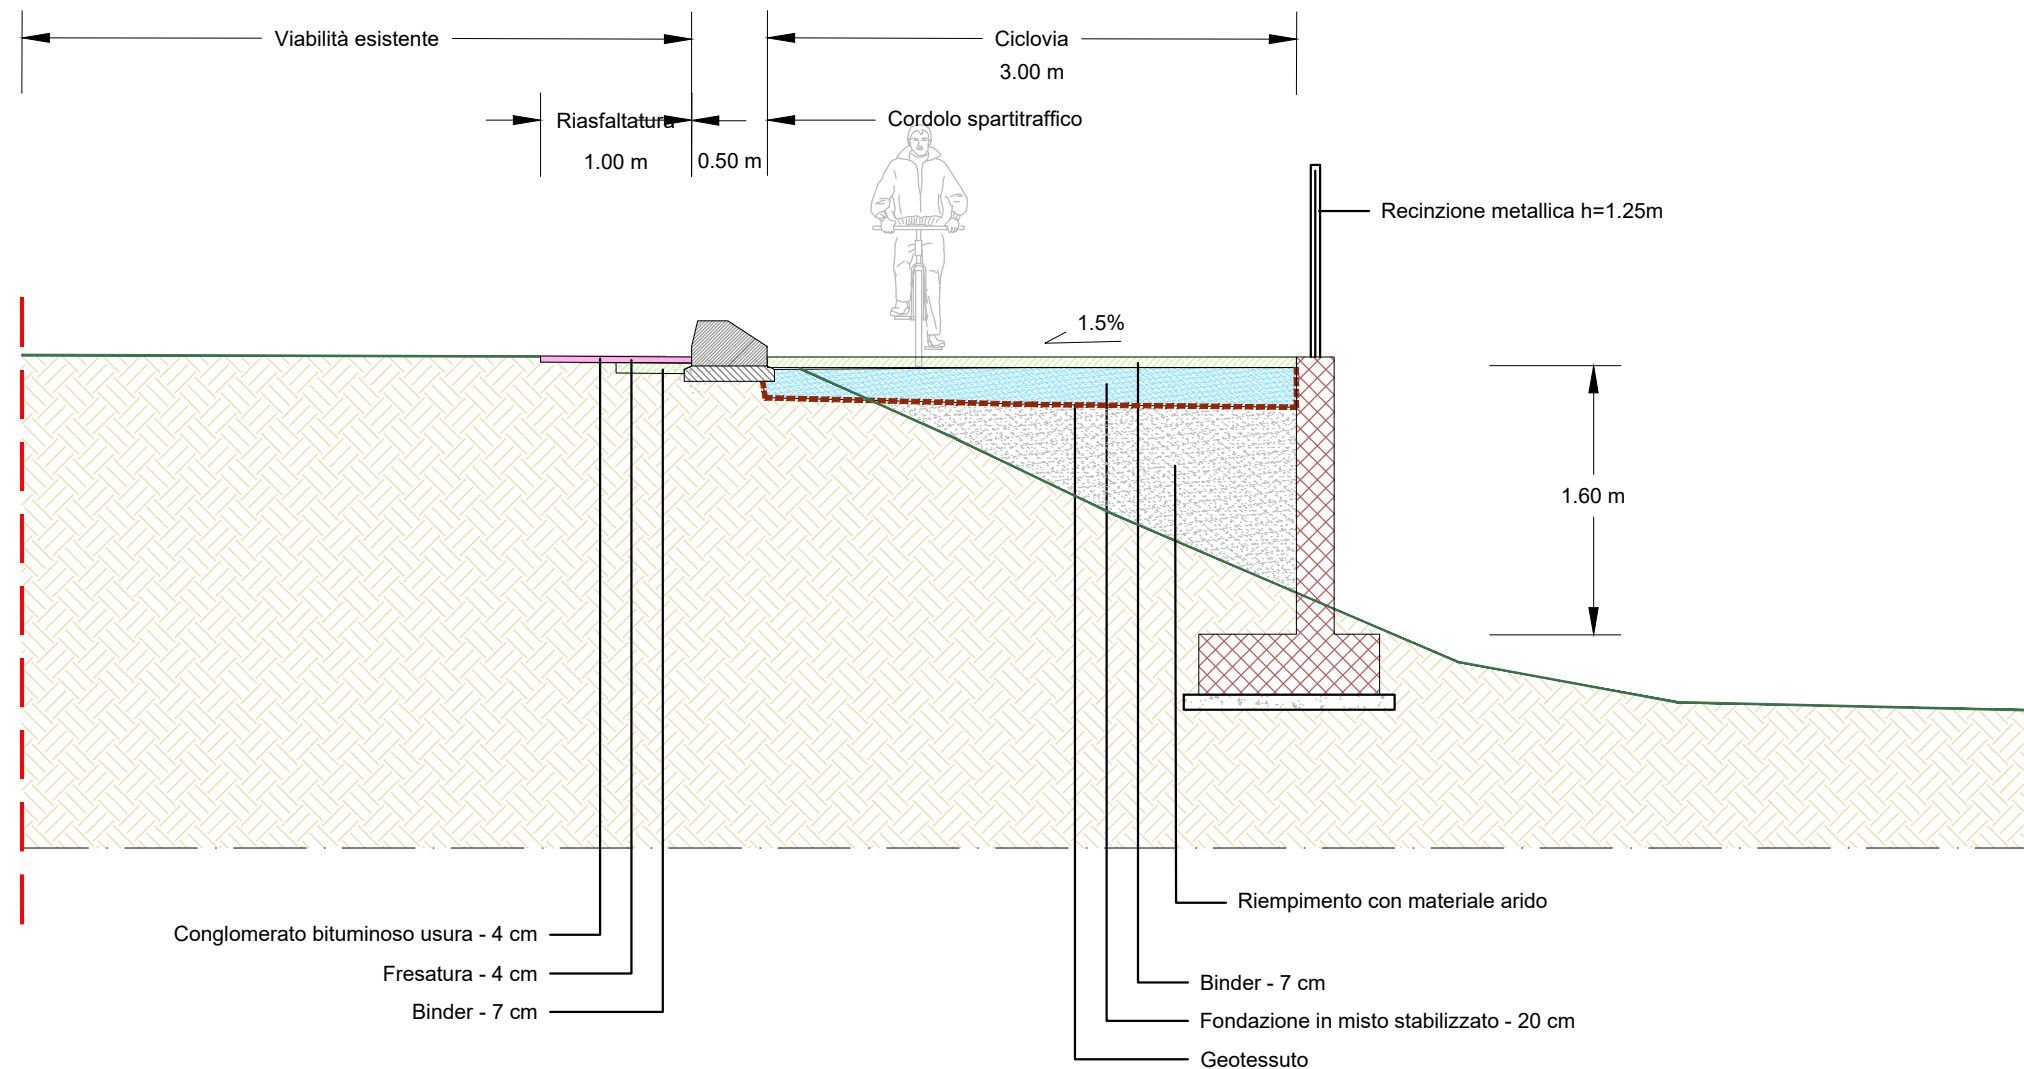 Viabilità esistente
Ciclovia
3.00 m
Riasfaltatura
Cordolo spartitraffico
1.00 m
0.50 m
Recinzione metallica h=1.25m
1.5%
1.60 m
Riempimento con materiale arido
Conglomerato bituminoso usura - 4 cm
Fresatura - 4 cm
Binder - 7 cm
Binder - 7 cm
Fondazione in misto stabilizzato - 20 cm
Geotessuto